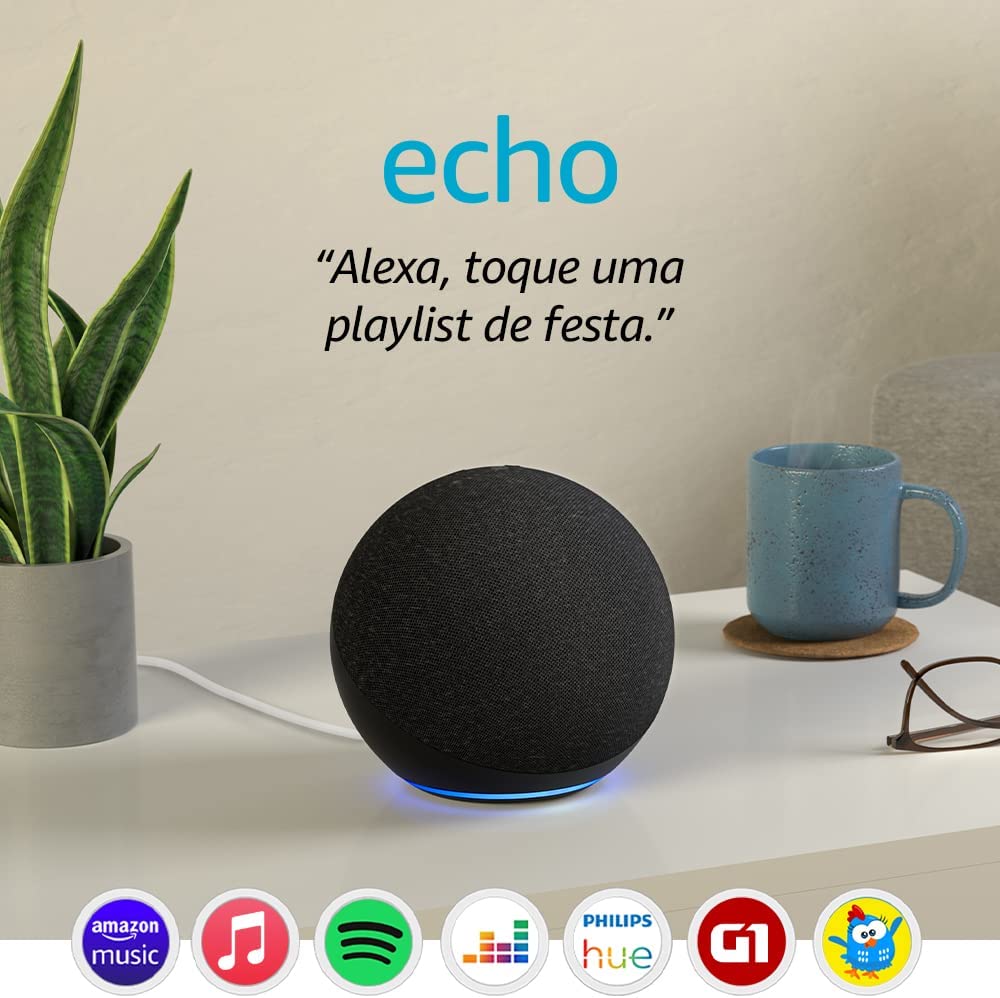 echo
“Alexa, toque uma
playlist de festa.”
amazon
music
PHILIPS
hue
G1